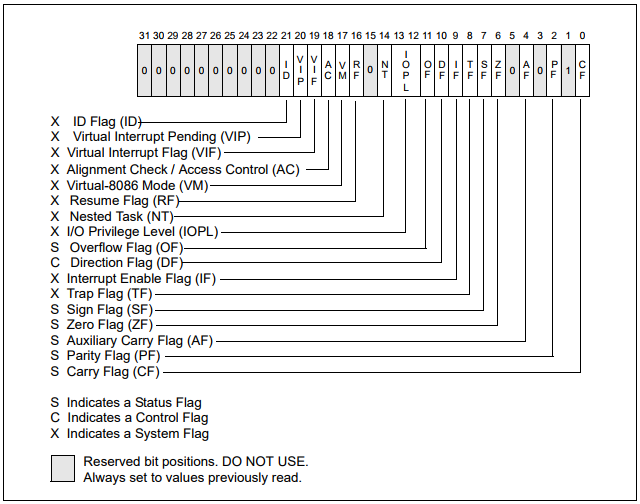 31 30 29 28 27 26 25 24 23 22 21 20 19 18 17 16 15 14 13 12 11 10 9 8 7 6 5 4 3 2 1 0
0 0 0 0 0 0 0 0 0 0 ID VIP VIF AC VM RF 0 NT IOPL OF DF IF TF SF ZF 0 AF 0 PF 1 CF
X ID Flag (ID)
X Virtual Interrupt Pending (VIP)
X Virtual Interrupt Flag (VIF)
X Alignment Check / Access Control (AC)
X Virtual-8086 Mode (VM)
X Resume Flag (RF)
X Nested Task (NT)
X I/O Privilege Level (IOPL)
S Overflow Flag (OF)
C Direction Flag (DF)
X Interrupt Enable Flag (IF)
X Trap Flag (TF)
S Sign Flag (SF)
S Zero Flag (ZF)
S Auxiliary Carry Flag (AF)
S Parity Flag (PF)
S Carry Flag (CF)
S Indicates a Status Flag
C Indicates a Control Flag
X Indicates a System Flag
Reserved bit positions. DO NOT USE.
Always set to values previously read.